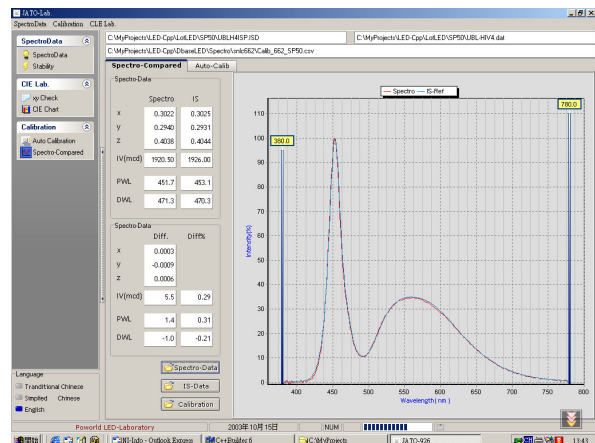 JATO-Lab.
SpectroData Calibration CLE Lab.
SpectroData
SpectroData
Stability
CIE Lab.
xy Check
CIE Chart
Calibration
Auto Calibration
Spectro-Compared
C:\MyProjects\LED-Cpp\LotLED\SP50\UBLH4ISP.ISD
C:\MyProjects\LED-Cpp\LotLED\SP50\UBLH-HIV4.dat
C:\MyProjects\LED-Cpp\DbaseLED\Spectro\snlc662\Calib_662_SP50.csv
Spectro-Compared Auto-Calib
Spectro-Data
Spectro IS
x 0.3022 0.3025
y 0.2940 0.2931
z 0.4038 0.4044
IV(mcd) 1920.50 1926.00
PWL 451.7 453.1
DWL 471.3 470.3
Spectro-Data
Diff. Diff%
x 0.0003
y -0.0009
z 0.0006
IV(mcd) 5.5 0.29
PWL 1.4 0.31
DWL -1.0 -0.21
Spectro-Data
IS-Data
Calibration
Spectro IS-Ref
380.0
780.0
Intensity(%)
110
100
90
80
70
60
50
40
30
20
10
0
400 450 500 550 600 650 700 750 800
Wavelength( nm )
Language
Tranditional Chinese
Simplied Chinese
English
Poworld LED-Laboratory
2003年10月15日
NUM
開始
INI-Info - Outlook Express
C++Builder 6
C:\MyProjects
JATO-926
13:43